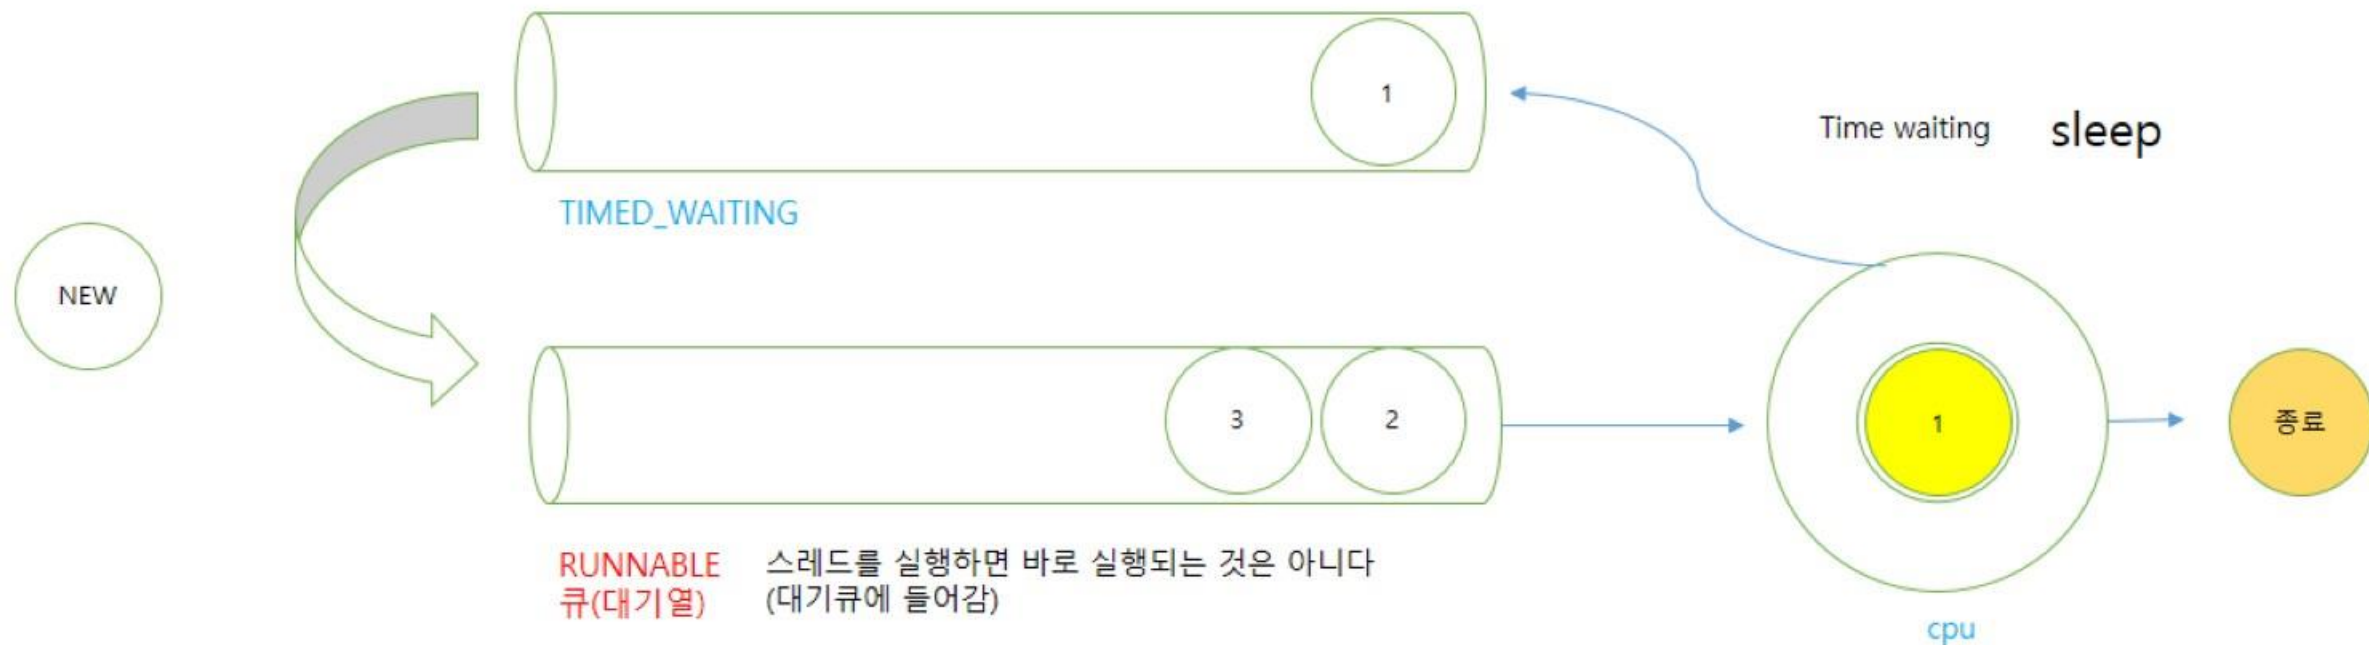 1
Time waiting sleep
TIMED_WAITING
NEW
3 2 1 종료
RUNNABLE 스레드를 실행하면 바로 실행되는 것은 아니다
큐(대기열) (대기큐에 들어감)
cpu